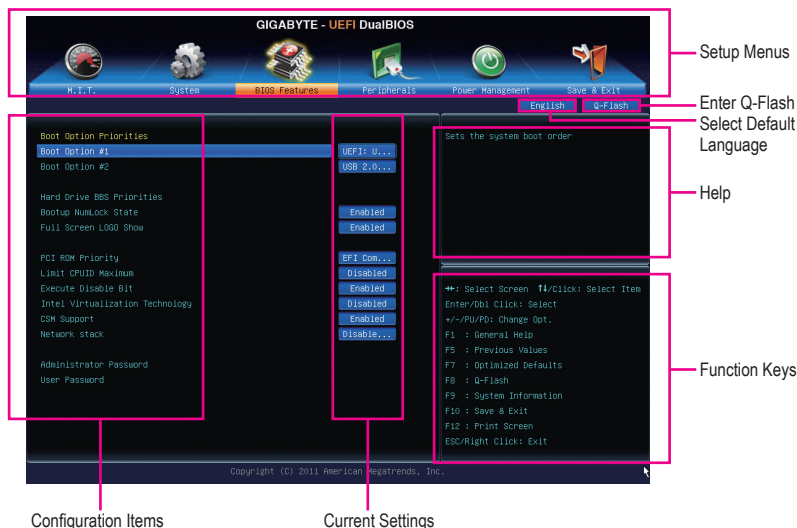 GIGABYTE - UEFI DualBIOS
M.I.T. System BIOS Features Peripherals Power Management Save & Exit
Setup Menus
English Q-Flash
Enter Q-Flash
Select Default
Language
Boot Option Priorities
Boot Option #1 UEFI: U...
Boot Option #2 USB 2.0...
Hard Drive BBS Priorities
Bootup NumLock State Enabled
Full Screen LOGO Show Enabled
PCI ROM Priority EFI Com...
Limit CPUID Maximum Disabled
Execute Disable Bit Enabled
Intel Virtualization Technology Disabled
CSM Support Enabled
Network stack Disable...
Administrator Password
User Password
Sets the system boot order
Help
→←: Select Screen ↑↓/Click: Select Item
Enter/Dbl Click: Select
+/-/PU/PD: Change Opt.
F1 : General Help
F5 : Previous Values
F7 : Optimized Defaults
F8 : Q-Flash
F9 : System Information
F10 : Save & Exit
F12 : Print Screen
ESC/Right Click: Exit
Function Keys
Copyright (C) 2011 American Megatrends, Inc.
Configuration Items
Current Settings